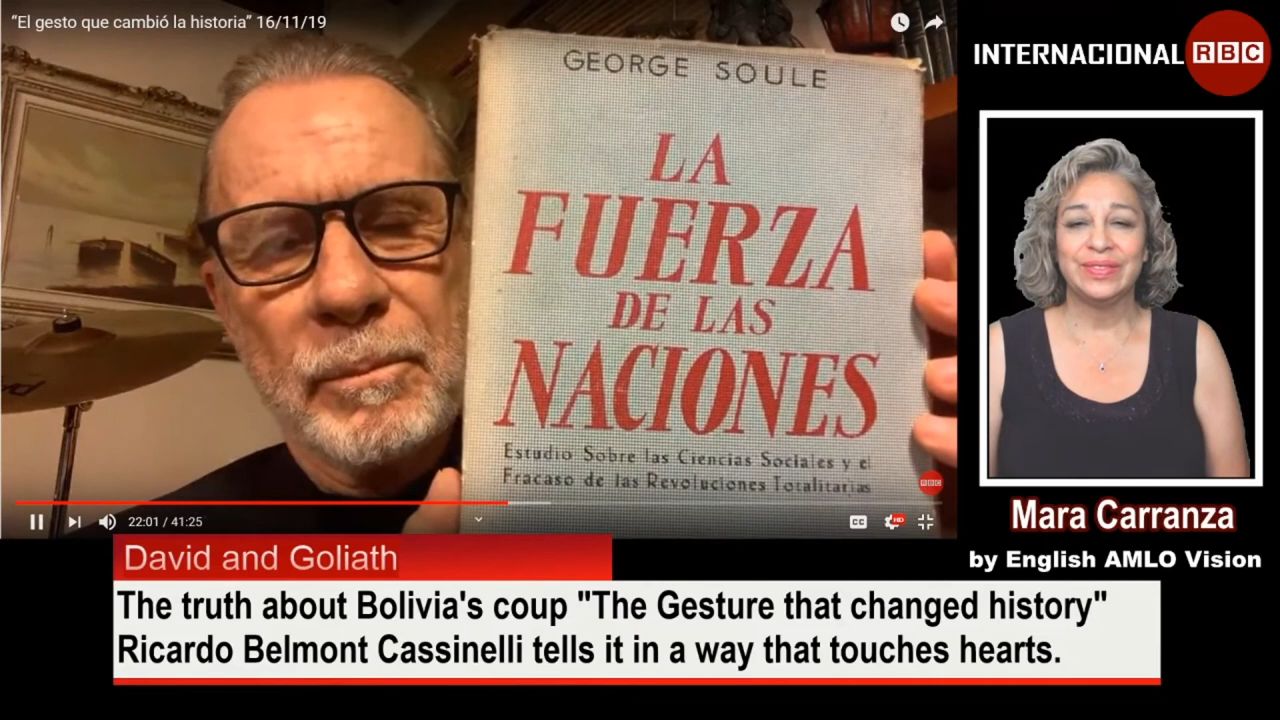 “El gesto que cambió la historia” 16/11/19
GEORGE SOULE
LA
FUERZA
DE LAS
NACIONES
Estudio Sobre las Ciencias Sociales y el
Fracaso de las Revoluciones Totalitarias
RBC
22:01 / 41:25
CC
HD
INTERNACIONAL RBC
Mara Carranza
by English AMLO Vision
David and Goliath
The truth about Bolivia's coup "The Gesture that changed history"
Ricardo Belmont Cassinelli tells it in a way that touches hearts.